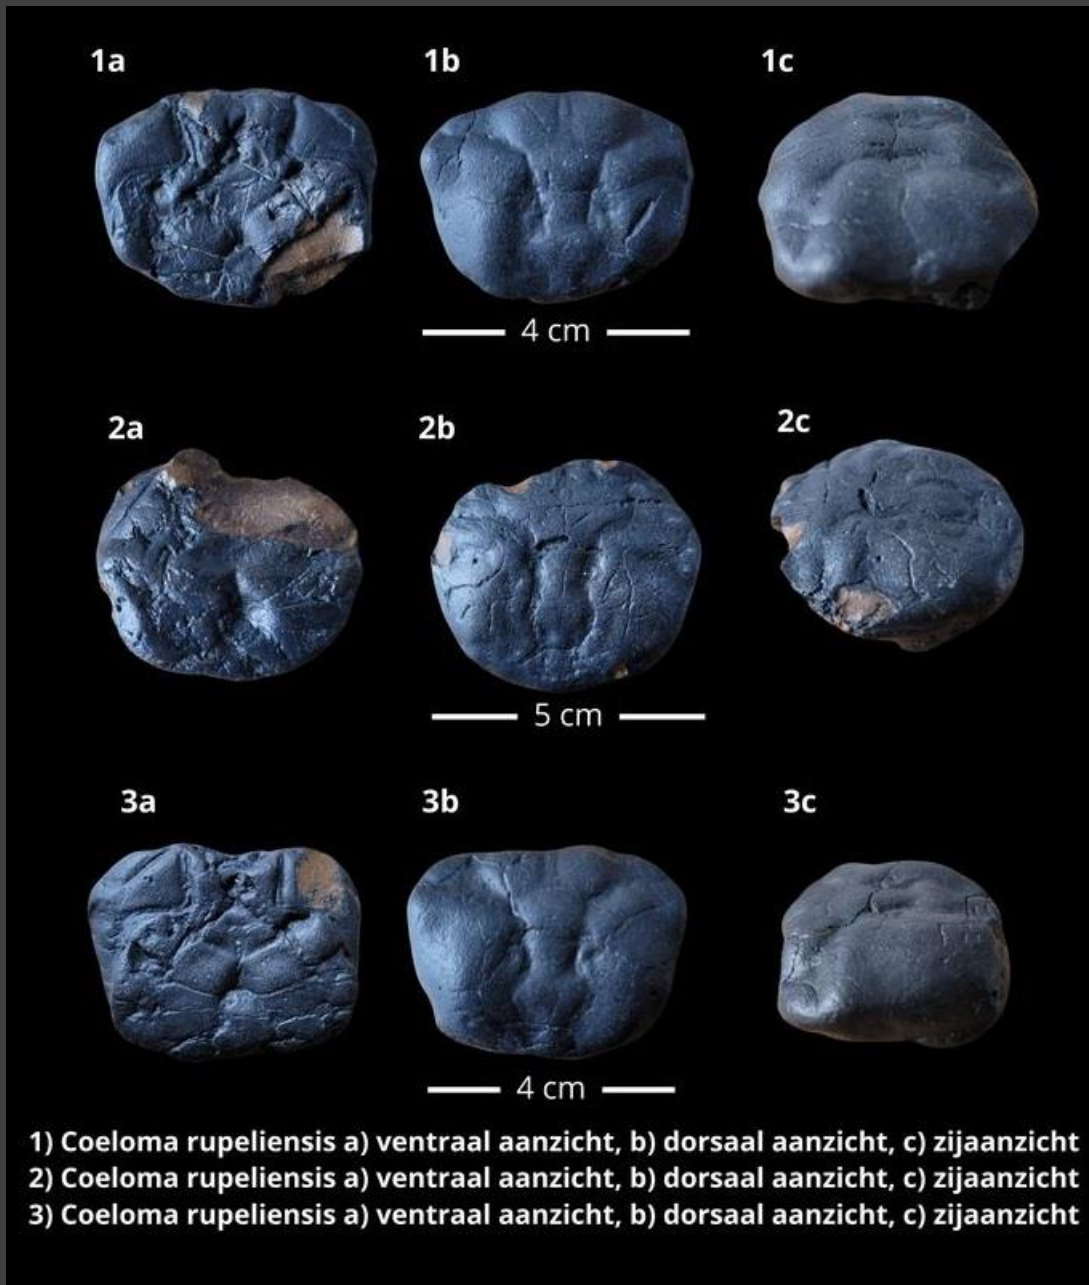 1a 1b 1c
4 cm
2a 2b 2c
5 cm
3a 3b 3c
4 cm
1) Coeloma rupeliensis a) ventraal aanzicht, b) dorsaal aanzicht, c) zijaanzicht
2) Coeloma rupeliensis a) ventraal aanzicht, b) dorsaal aanzicht, c) zijaanzicht
3) Coeloma rupeliensis a) ventraal aanzicht, b) dorsaal aanzicht, c) zijaanzicht